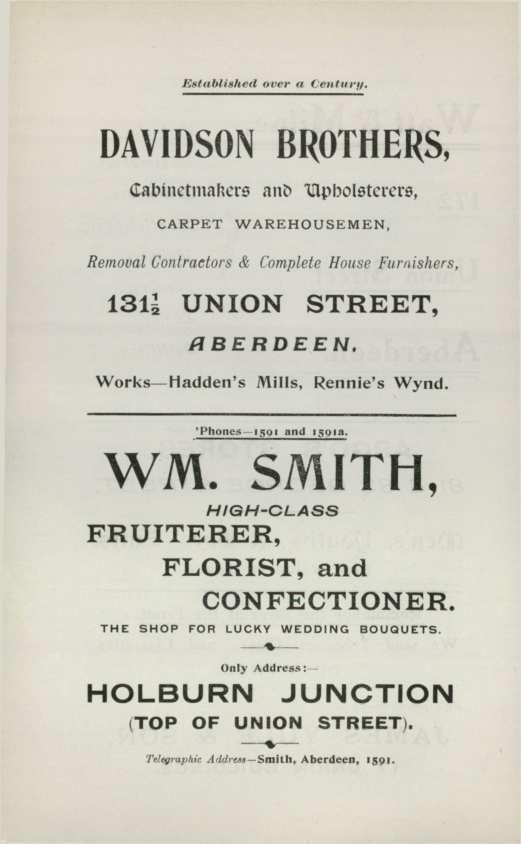 Established over a Century.
DAVIDSON BROTHERS,
Cabinetmakers and Upholsterers,
CARPET WAREHOUSEMEN,
Removal Contractors & Complete House Furnishers,
131½ UNION STREET,
ABERDEEN.
Works—Hadden's Mills, Rennie's Wynd.
'Phones—1591 and 1591A.
WM. SMITH,
HIGH-CLASS
FRUITERER,
FLORIST, and
CONFECTIONER.
THE SHOP FOR LUCKY WEDDING BOUQUETS.
Only Address:—
HOLBURN JUNCTION
(TOP OF UNION STREET).
Telegraphic Address—Smith, Aberdeen, 1591.